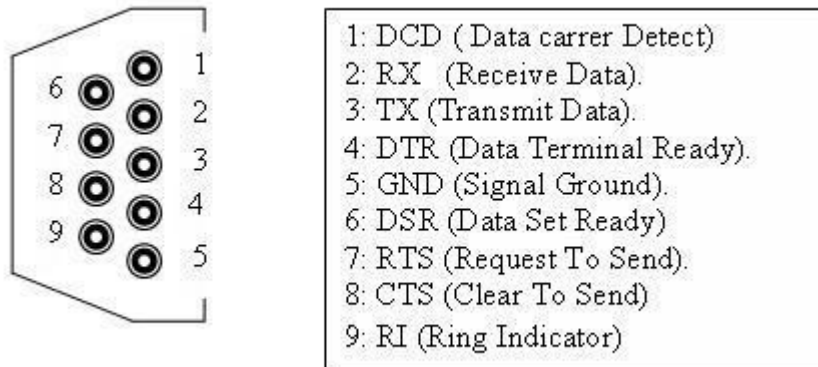 1
6
2
7
3
8
4
9
5
1: DCD ( Data carrer Detect)
2: RX (Receive Data).
3: TX (Transmit Data).
4: DTR (Data Terminal Ready).
5: GND (Signal Ground).
6: DSR (Data Set Ready)
7: RTS (Request To Send).
8: CTS (Clear To Send)
9: RI (Ring Indicator)